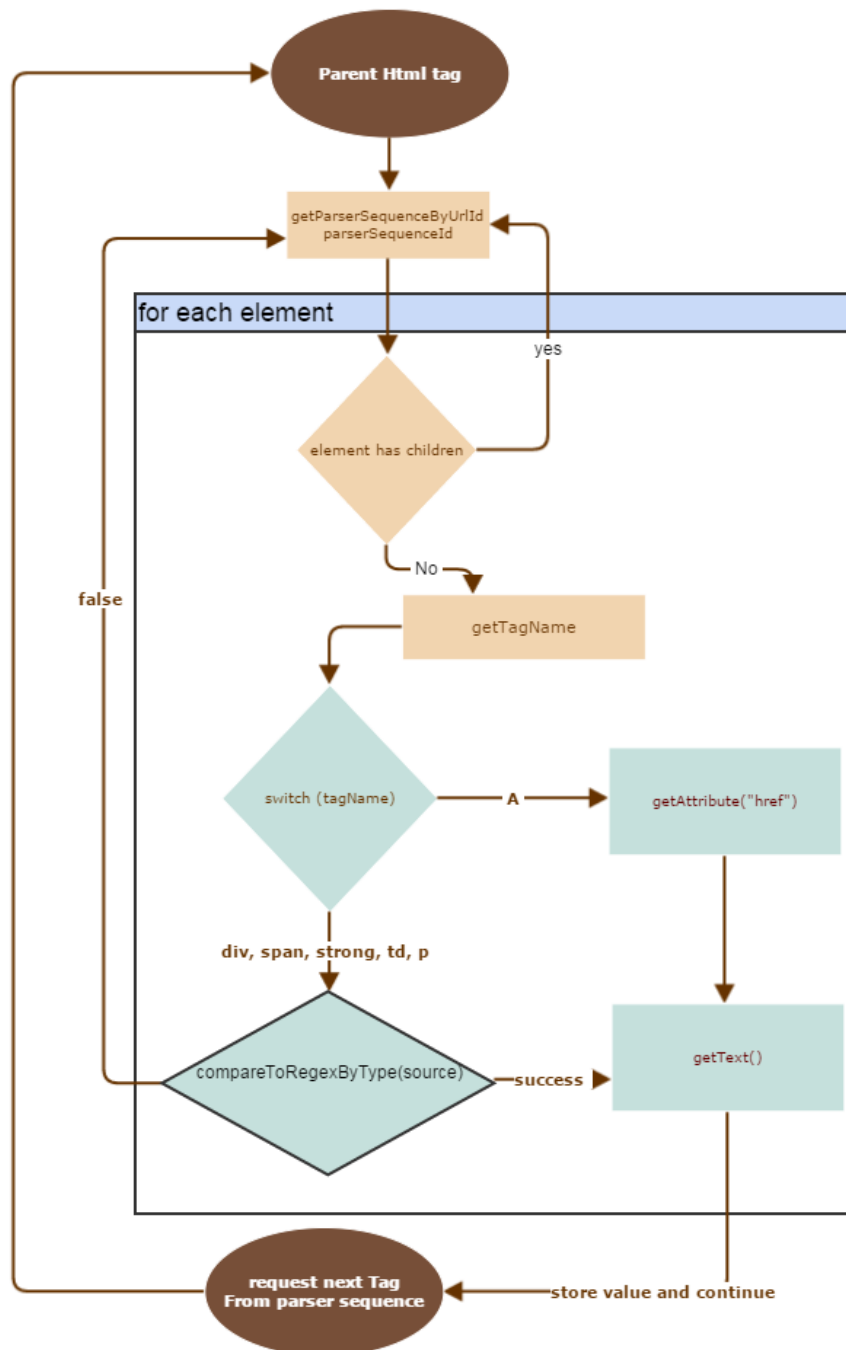 Parent Html tag
getParserSequenceByUrlId
parserSequenceId
for each element
yes
element has children
No
false
getTagName
switch (tagName)
A
getAttribute("href")
div, span, strong, td, p
compareToRegexByType(source)
success
getText()
request next Tag
From parser sequence
store value and continue